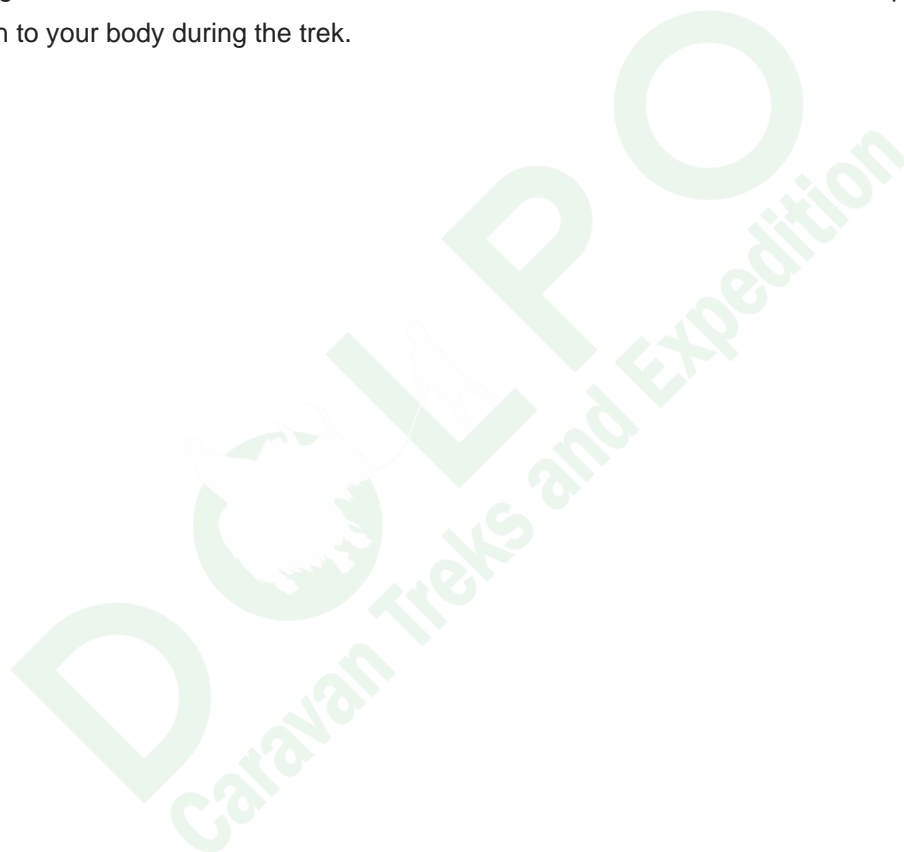 to your body during the trek.
DOLPO
Caravan Treks and Expedition